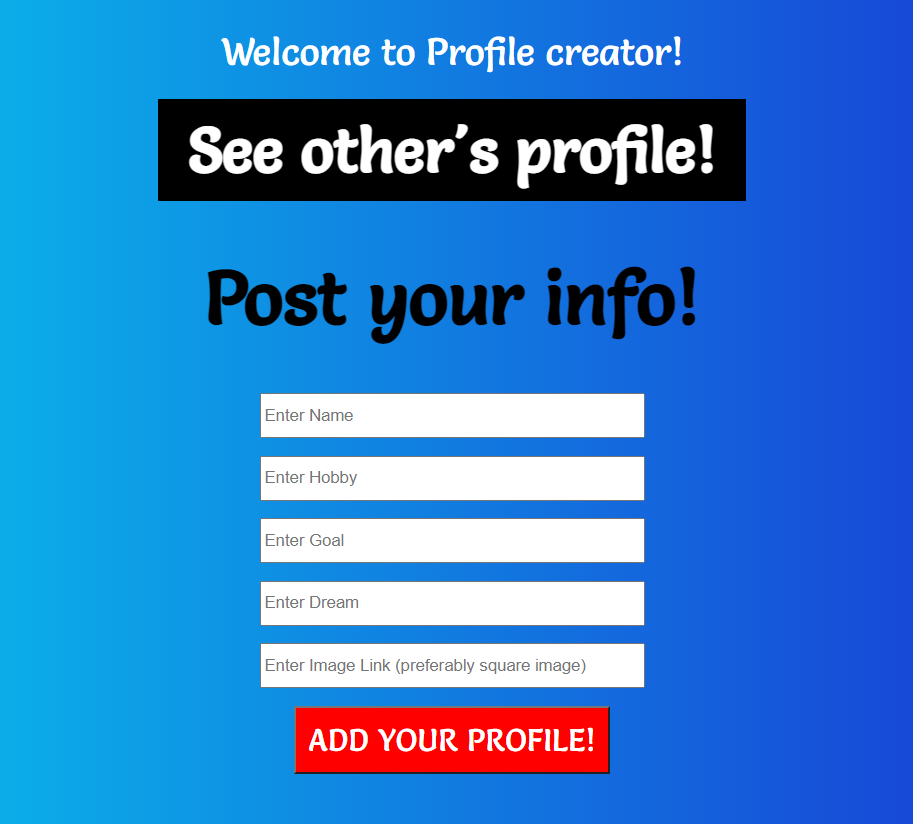 Welcome to Profile creator!
See other's profile!
Post your info!
Enter Name
Enter Hobby
Enter Goal
Enter Dream
Enter Image Link (preferably square image)
ADD YOUR PROFILE!